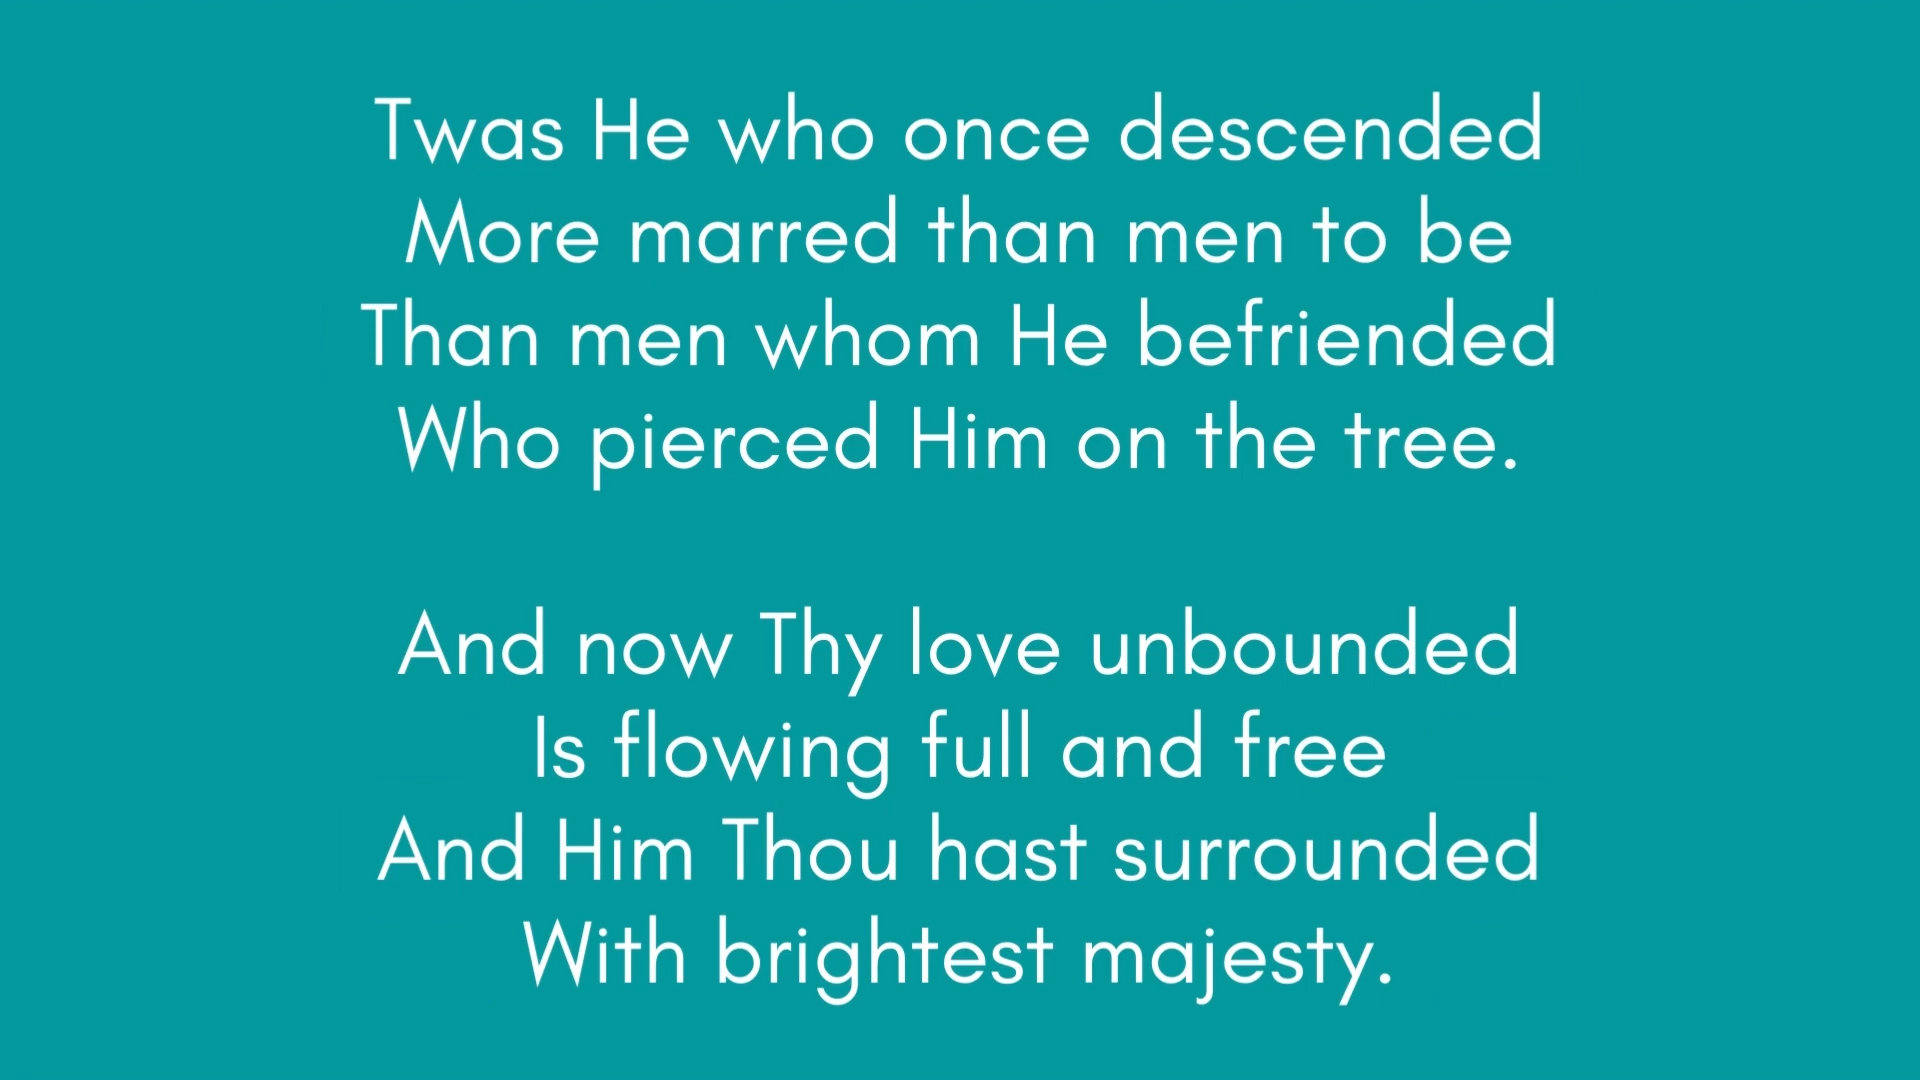 Twas He who once descended
More marred than men to be
Than men whom He befriended
Who pierced Him on the tree.
And now Thy love unbounded
Is flowing full and free
And Him Thou hast surrounded
With brightest majesty.